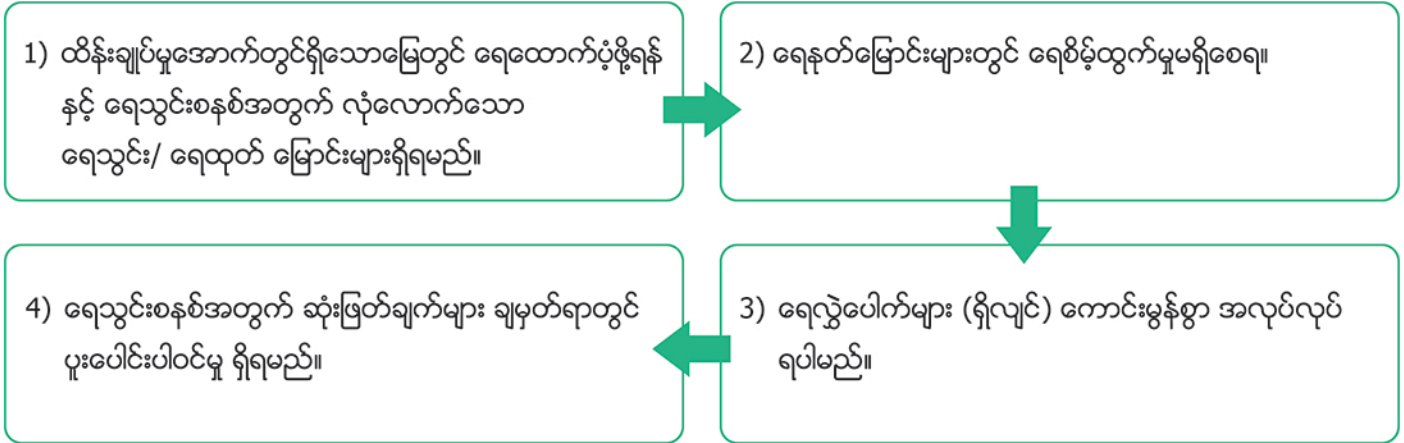 1) ထိန်းချုပ်မှုအောက်တွင်ရှိသောမြေတွင် ရေထောက်ပံ့ဖို့ရန်
နှင့် ရေသွင်းစနစ်အတွက် လုံလောက်သော
ရေသွင်း/ ရေထုတ် မြောင်းများရှိရမည်။
2) ရေနုတ်မြောင်းများတွင် ရေစိမ့်ထွက်မှုမရှိစေရ။
3) ရေလွှဲပေါက်များ (ရှိလျင်) ကောင်းမွန်စွာ အလုပ်လုပ်
ရပါမည်။
4) ရေသွင်းစနစ်အတွက် ဆုံးဖြတ်ချက်များ ချမှတ်ရာတွင်
ပူးပေါင်းပါဝင်မှု ရှိရမည်။